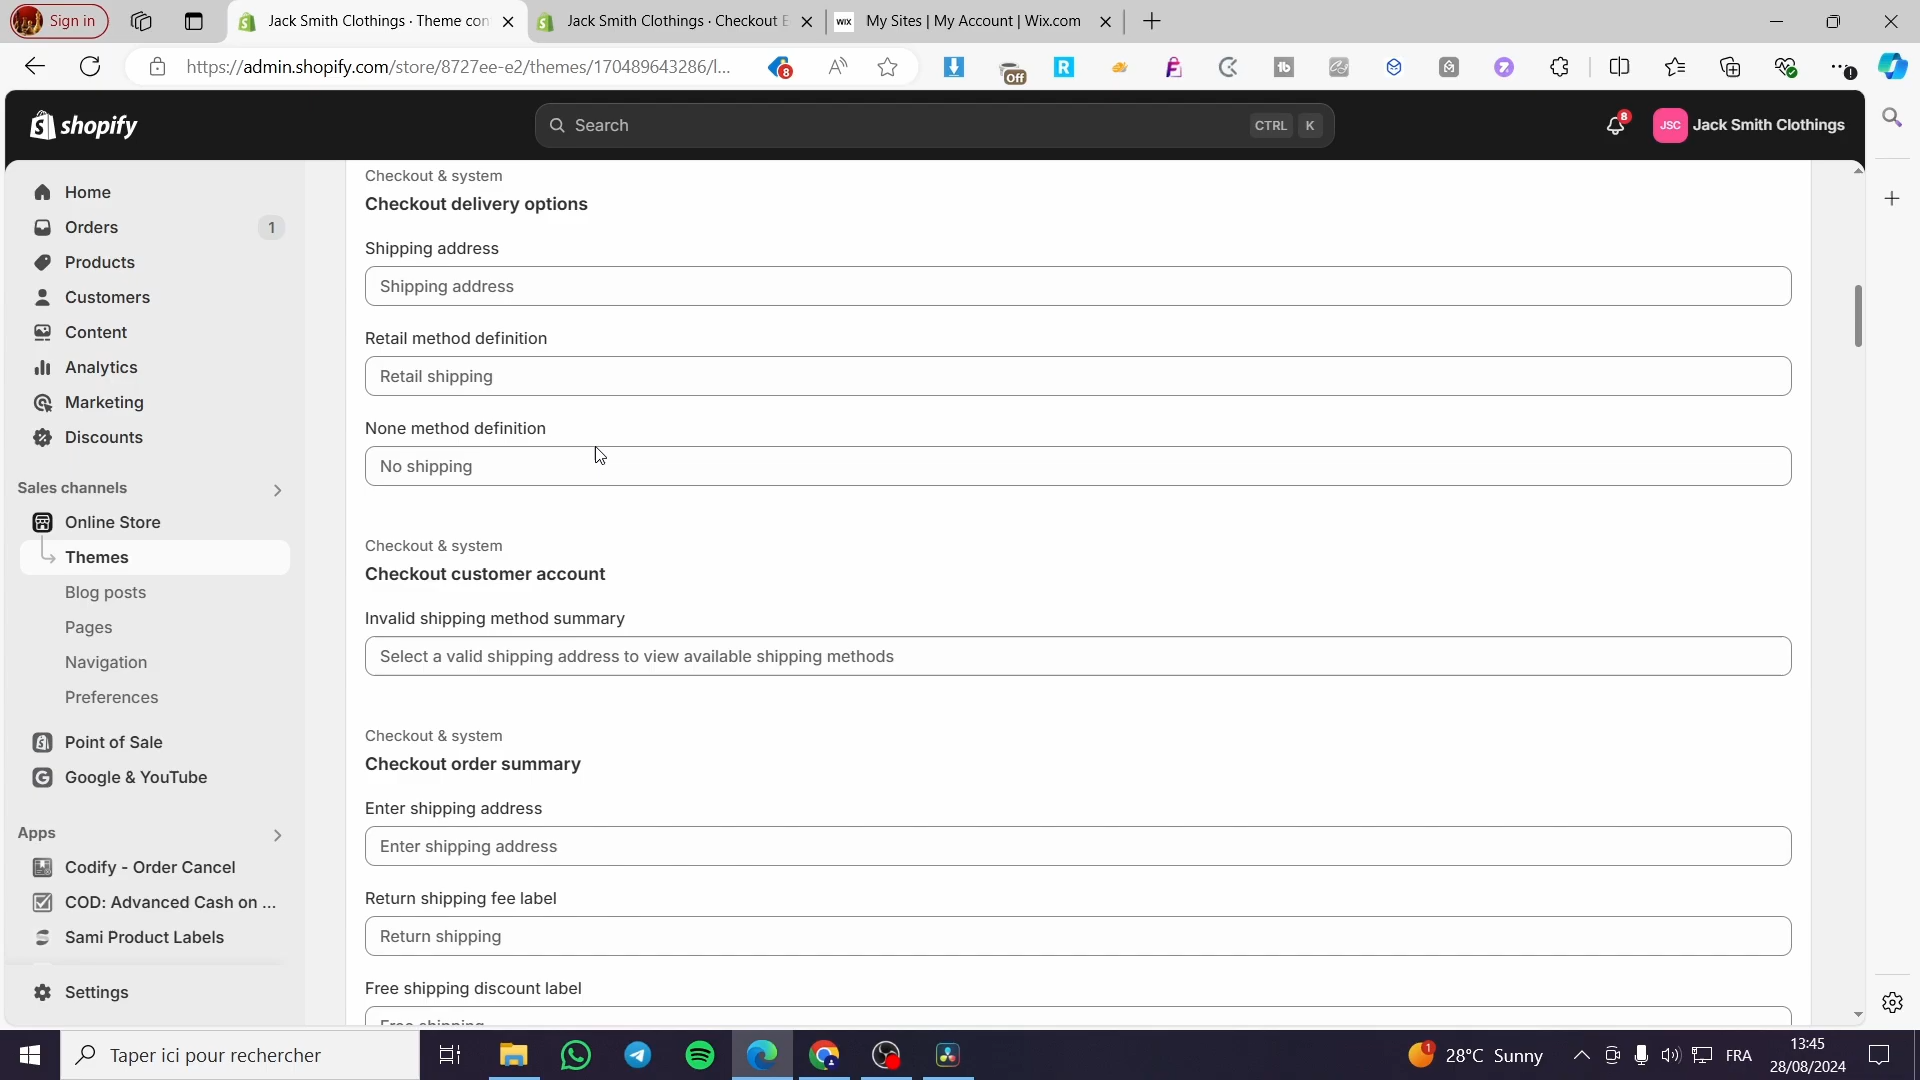 Sign in
Jack Smith Clothings · Theme con
Jack Smith Clothings · Checkout E
WIX
My Sites | My Account | Wix.com
https://admin.shopify.com/store/8727ee-e2/themes/170489643286/l...
8
Off
shopify
Search
CTRL K
8
JSC
Jack Smith Clothings
Home
Orders 1
Products
Customers
Content
Analytics
Marketing
Discounts
Sales channels
Online Store
Themes
Blog posts
Pages
Navigation
Preferences
Point of Sale
Google & YouTube
Apps
Codify - Order Cancel
COD: Advanced Cash on ...
Sami Product Labels
Settings
Checkout & system
Checkout delivery options
Shipping address
Shipping address
Retail method definition
Retail shipping
None method definition
No shipping
Checkout & system
Checkout customer account
Invalid shipping method summary
Select a valid shipping address to view available shipping methods
Checkout & system
Checkout order summary
Enter shipping address
Enter shipping address
Return shipping fee label
Return shipping
Free shipping discount label
Free shipping
Taper ici pour rechercher
1
28°C Sunny
FRA
13:45
28/08/2024